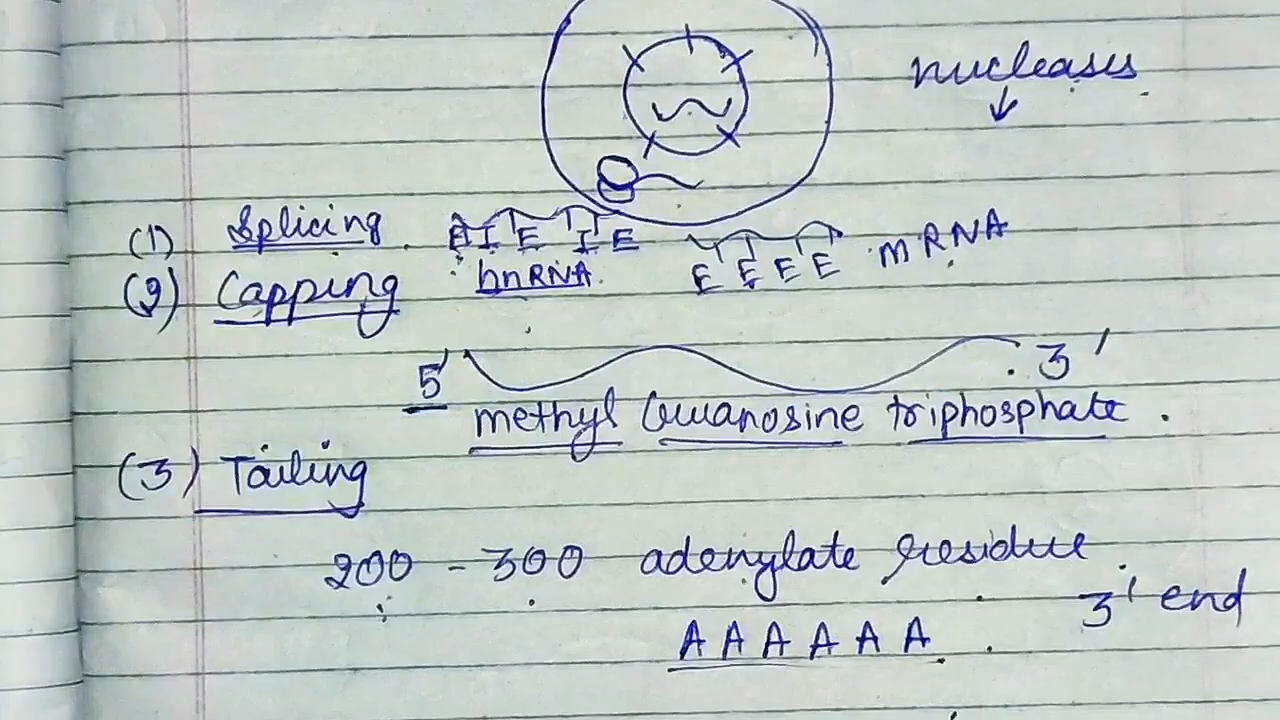 nucleases
(1) Splicing. E I E I E
E E E E mRNA
(2) Capping hnRNA.
5' 3'
methyl Guanosine triphosphate.
(3) Tailing
200 - 300 adenylate residue.
3' end
A A A A A A.